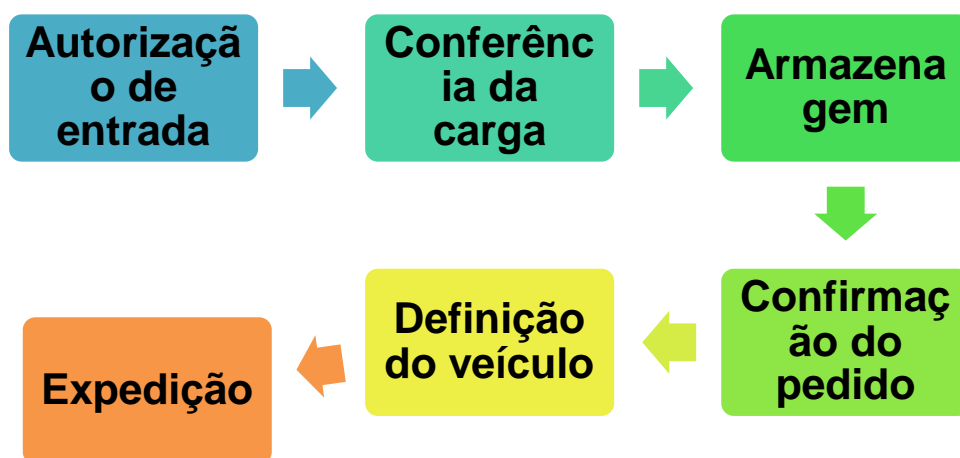 Autorizaçã
o de
entrada
Conferênc
ia da
carga
Armazena
gem
Confirmaç
ão do
pedido
Definição
do veículo
Expedição